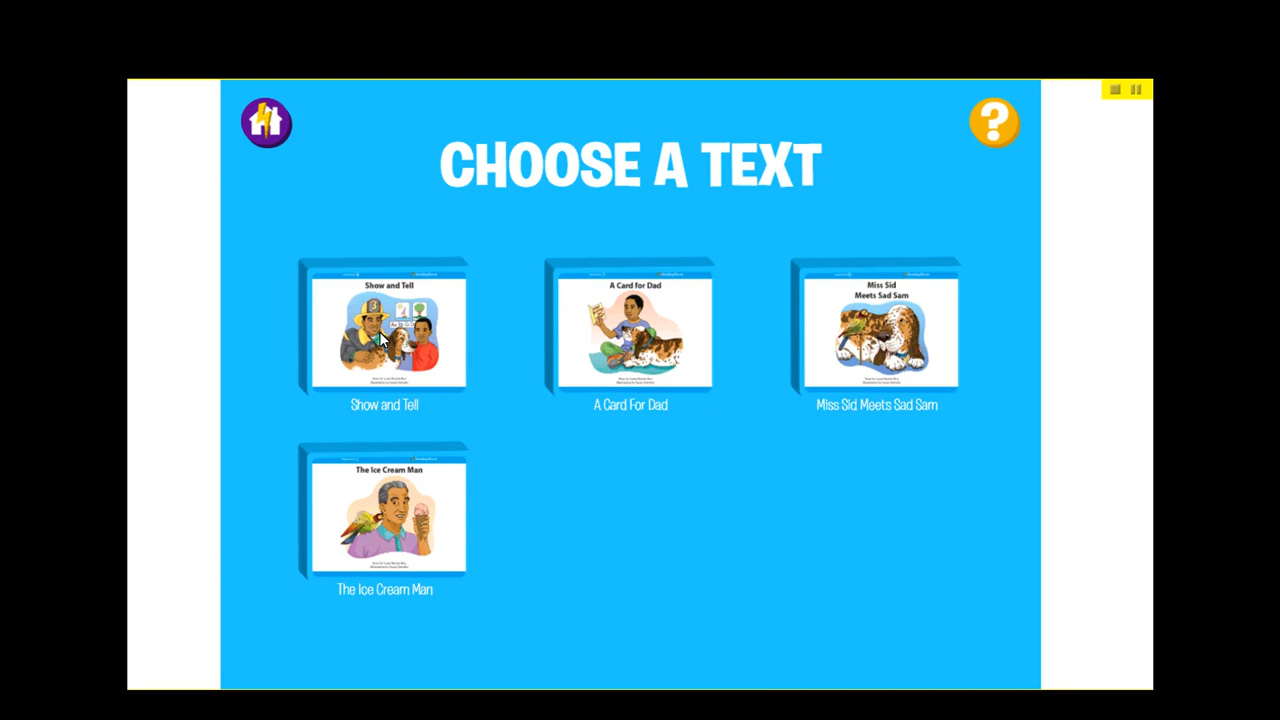 CHOOSE A TEXT
Show and Tell
Show and Tell
A Card for Dad
A Card For Dad
Miss Sid
Meets Sad Sam
Miss Sid Meets Sad Sam
The Ice Cream Man
The Ice Cream Man